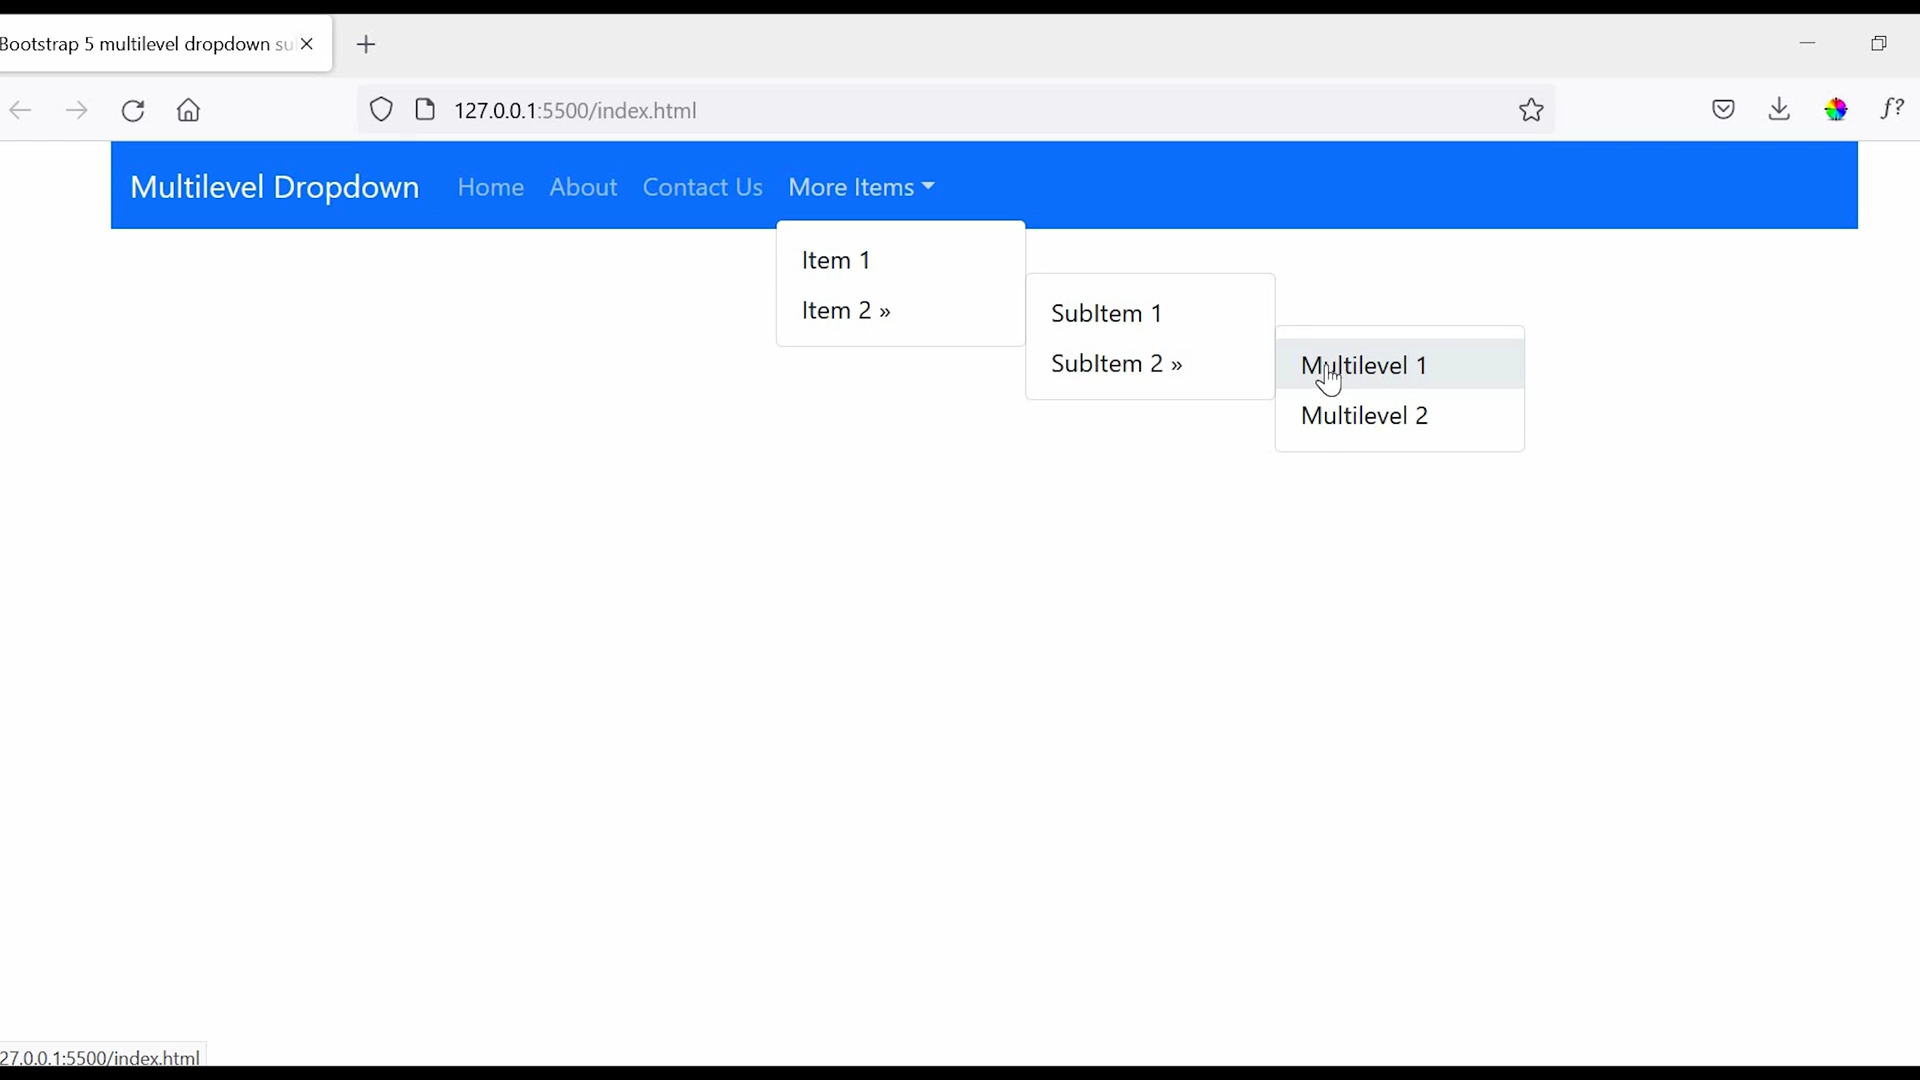 Bootstrap 5 multilevel dropdown su
127.0.0.1:5500/index.html
f?
Multilevel Dropdown Home About Contact Us More Items
Item 1
Item 2 »
SubItem 1
SubItem 2 »
Multilevel 1
Multilevel 2
27.0.0.1:5500/index.html